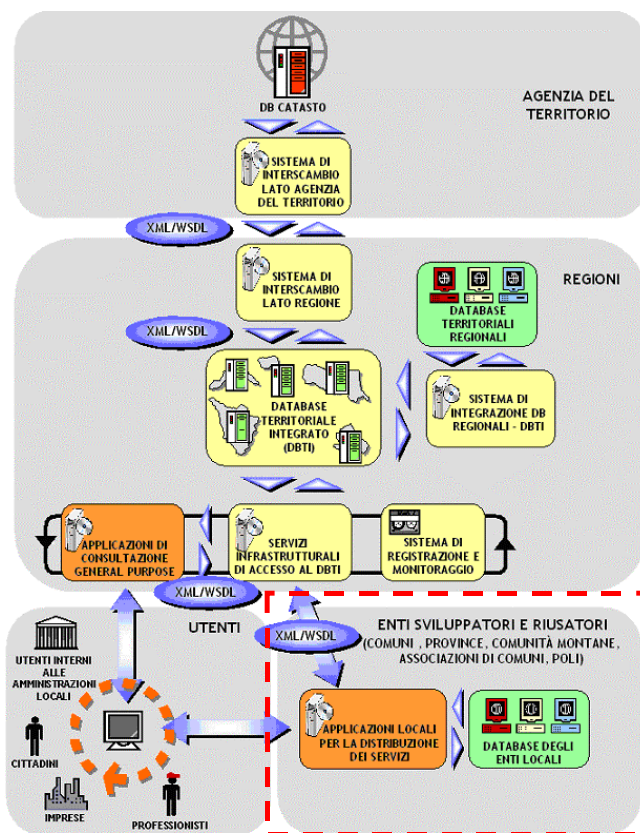 DB CATASTO
AGENZIA DEL
TERRITORIO
SISTEMA DI
INTERSCAMBIO
LATO AGENZIA
DEL TERRITORIO
XML/WSDL
SISTEMA DI
INTERSCAMBIO
LATO REGIONE
REGIONI
DATABASE
TERRITORIALI
REGIONALI
XML/WSDL
DATABASE
TERRITORIALE
INTEGRATO
(DBTI)
SISTEMA DI
INTEGRAZIONE DB
REGIONALI - DBTI
APPLICAZIONI DI
CONSULTAZIONE
GENERAL PURPOSE
SERVIZI
INFRASTRUTTURALI
DI ACCESSO AL DBTI
SISTEMA DI
REGISTRAZIONE E
MONITORAGGIO
XML/WSDL
UTENTI
XML/WSDL
ENTI SVILUPPATORI E RIUSATORI
(COMUNI , PROVINCE, COMUNITÀ MONTANE,
ASSOCIAZIONI DI COMUNI, POLI)
UTENTI INTERNI
ALLE
AMMINISTRAZIONI
LOCALI
CITTADINI
IMPRESE
PROFESSIONISTI
APPLICAZIONI LOCALI
PER LA DISTRIBUZIONE
DEI SERVIZI
DATABASE DEGLI
ENTI LOCALI